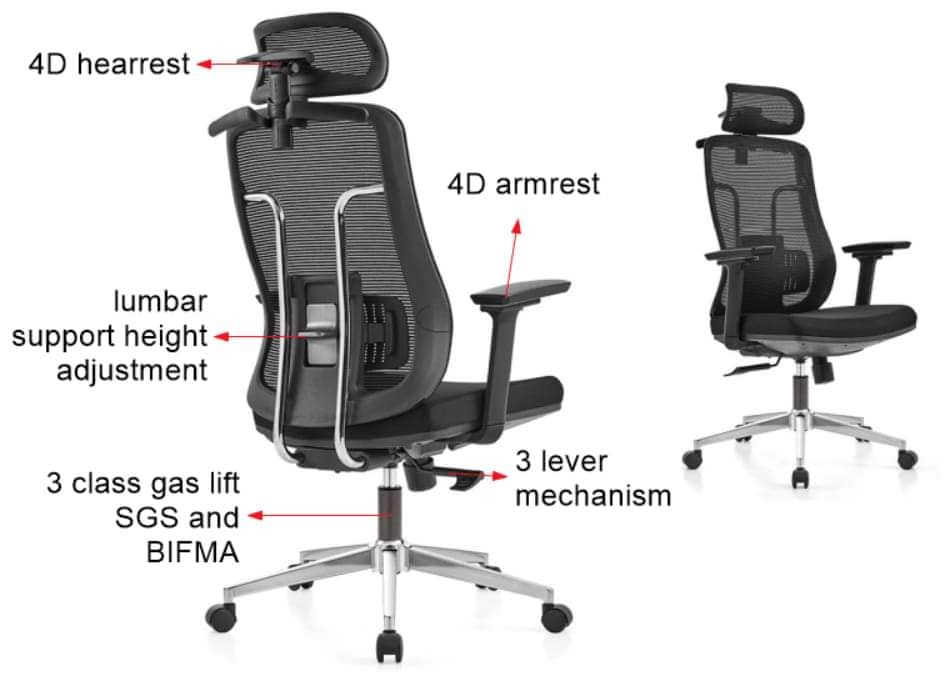 4D hearrest
4D armrest
lumbar
support height
adjustment
3 class gas lift
SGS and
BIFMA
3 lever
mechanism